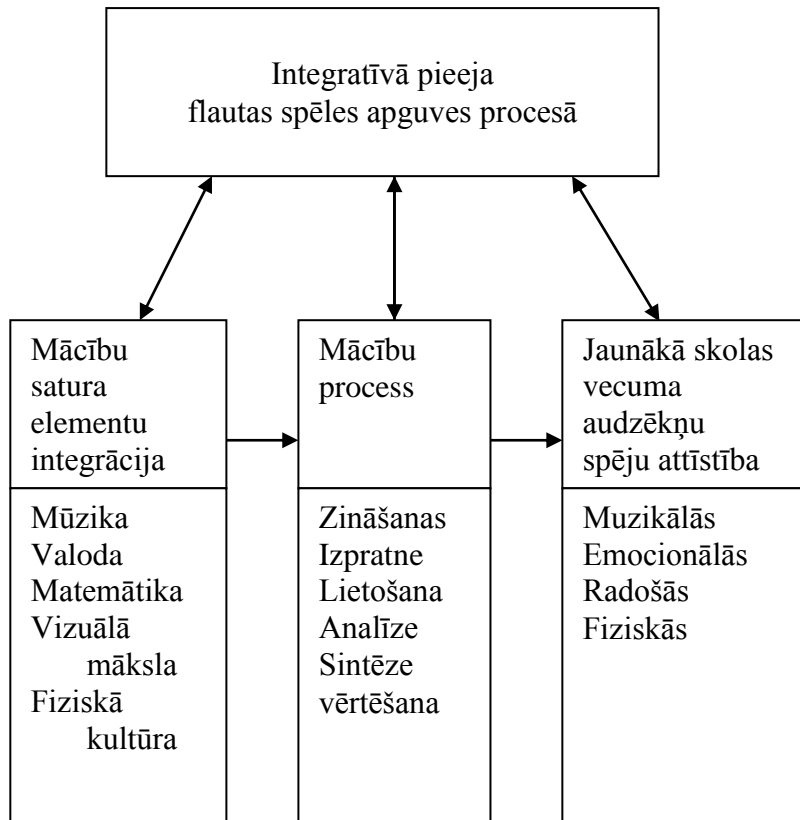 Integratīvā pieeja
flautas spēles apguves procesā
Mācību
satura
elementu
integrācija
Mūzika
Valoda
Matemātika
Vizuālā
māksla
Fiziskā
kultūra
Mācību
process
Zināšanas
Izpratne
Lietošana
Analīze
Sintēze
vērtēšana
Jaunākā skolas
vecuma
audzēkņu
spēju attīstība
Muzikālās
Emocionālās
Radošās
Fiziskās